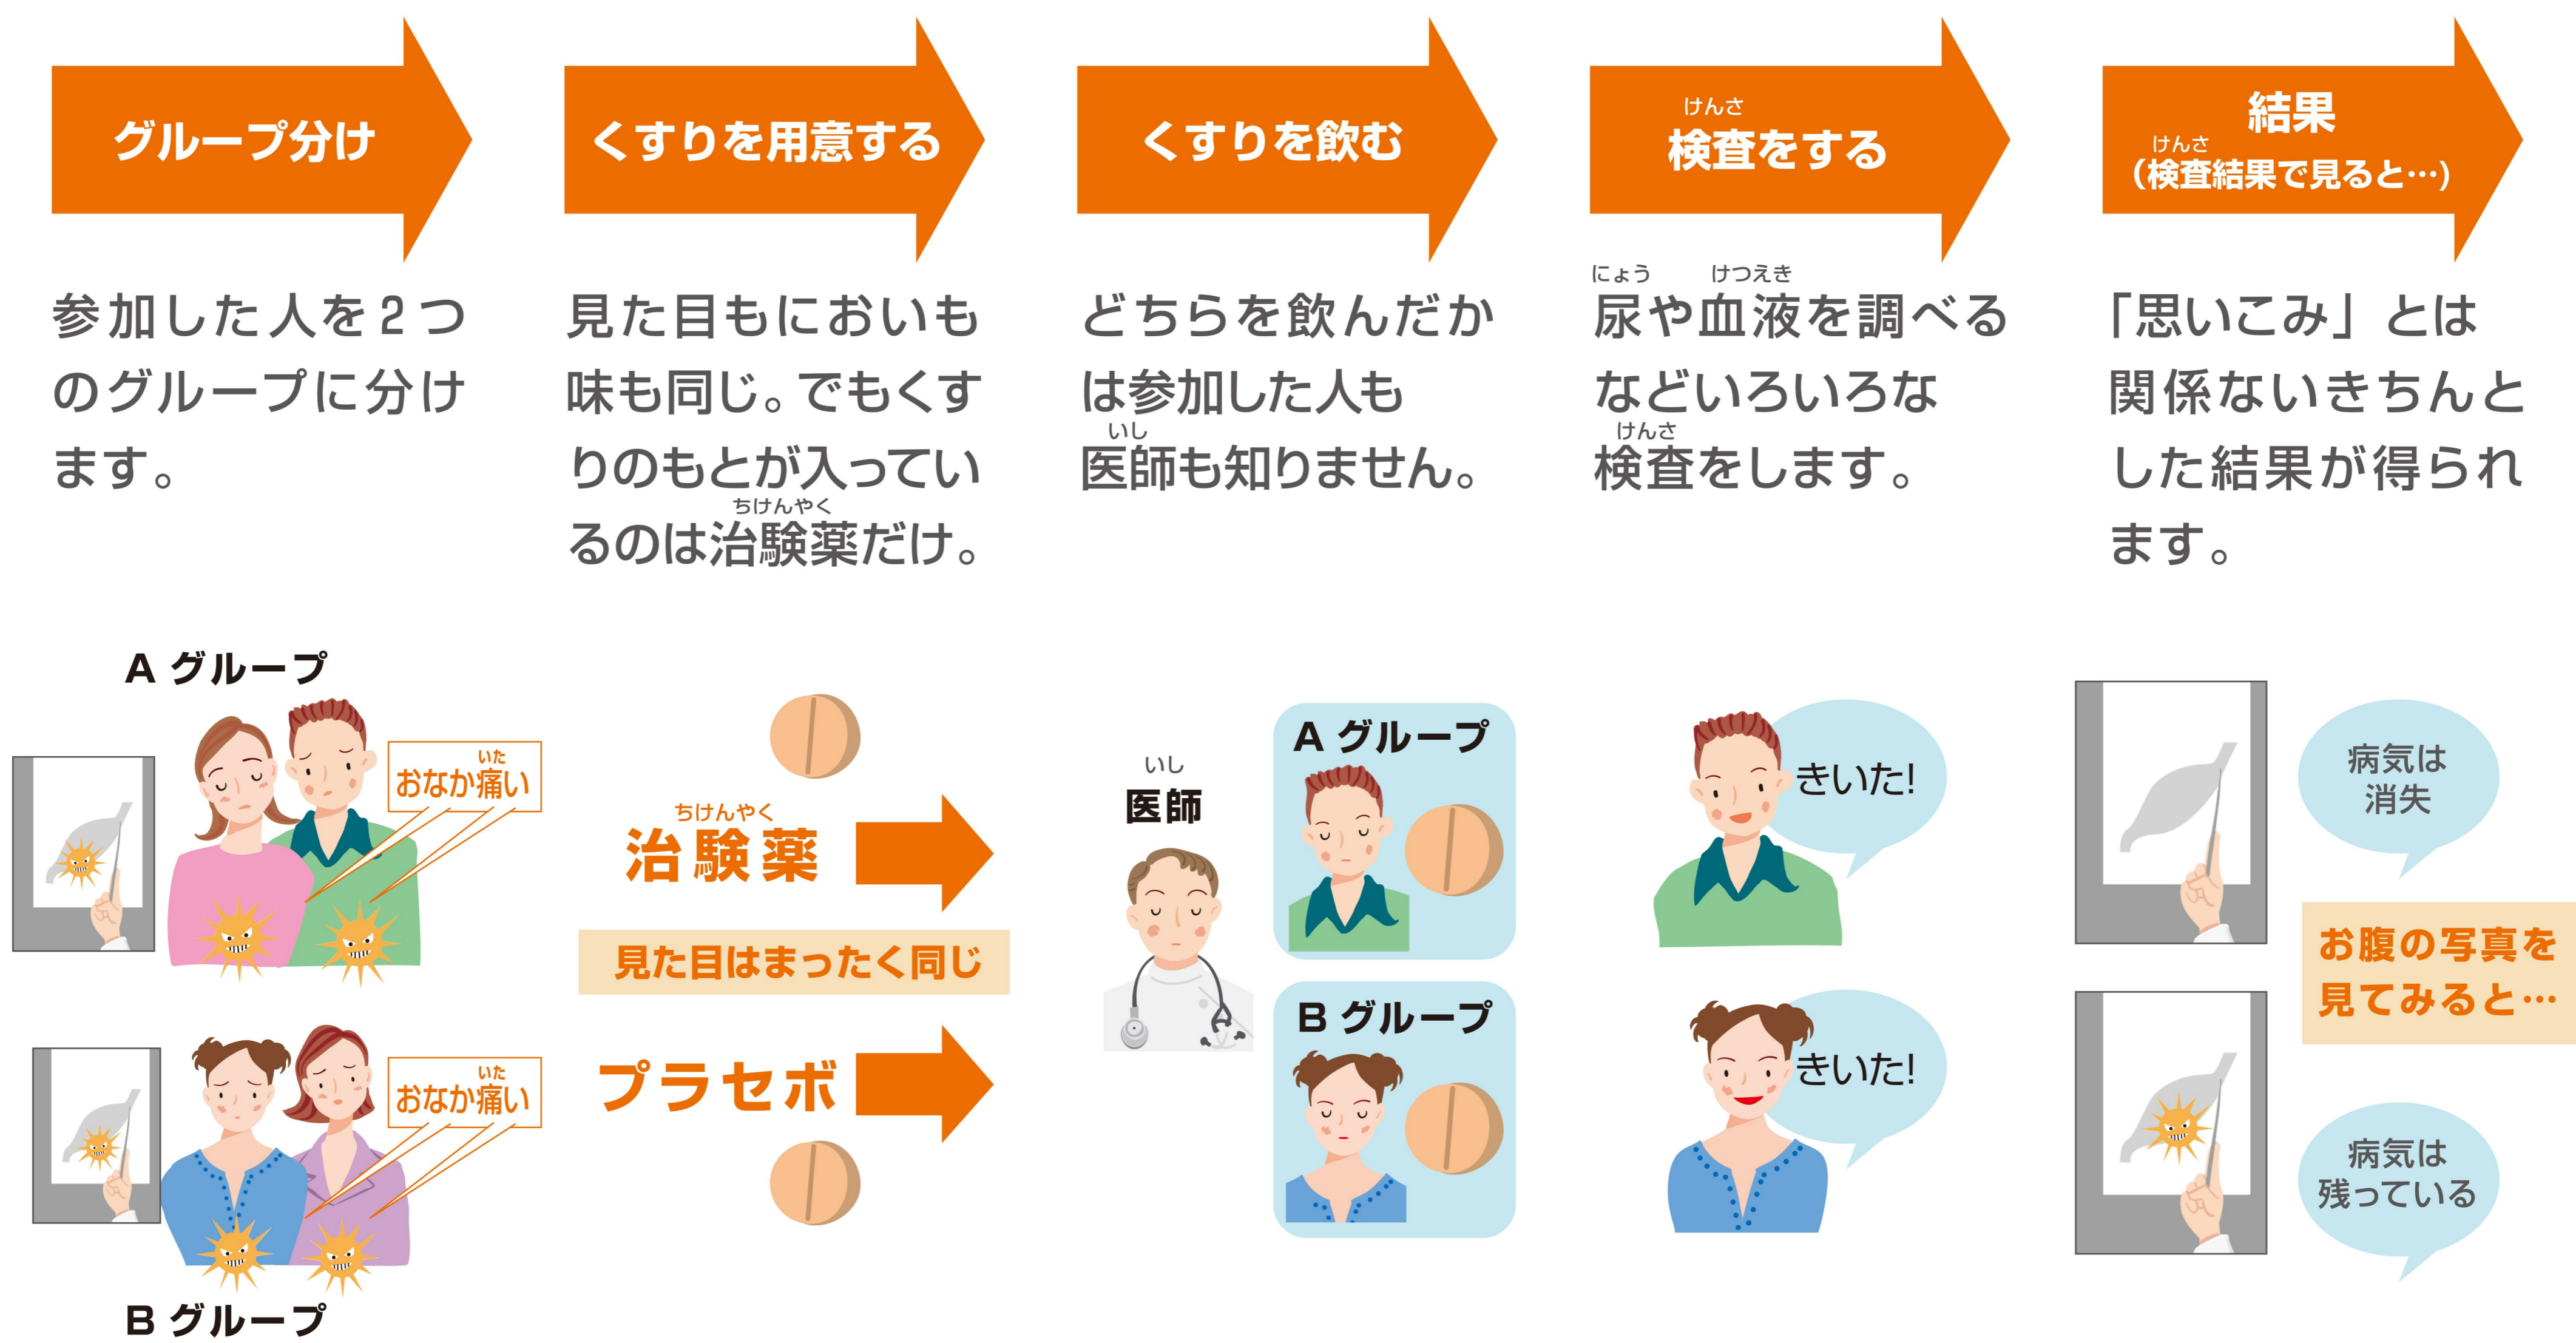 グループ分け
参加した人を2つ
のグループに分け
ます。
くすりを用意する
見た目もにおいも
味も同じ。でもくす
りのもとが入ってい
ちけんやく
るのは治験薬だけ。
くすりを飲む
どちらを飲んだか
は参加した人も
いし
医師も知りません。
けんさ
検査をする
にょう けつえき
尿や血液を調べる
などいろいろな
けんさ
検査をします。
結果
けんさ
(検査結果で見ると…)
「思いこみ」とは
関係ないきちんと
した結果が得られ
ます。
A グループ
いた
おなか痛い
いた
おなか痛い
B グループ
ちけんやく
治験薬
見た目はまったく同じ
プラセボ
いし
医師
A グループ
B グループ
きいた!
きいた!
病気は
消失
お腹の写真を
見てみると…
病気は
残っている